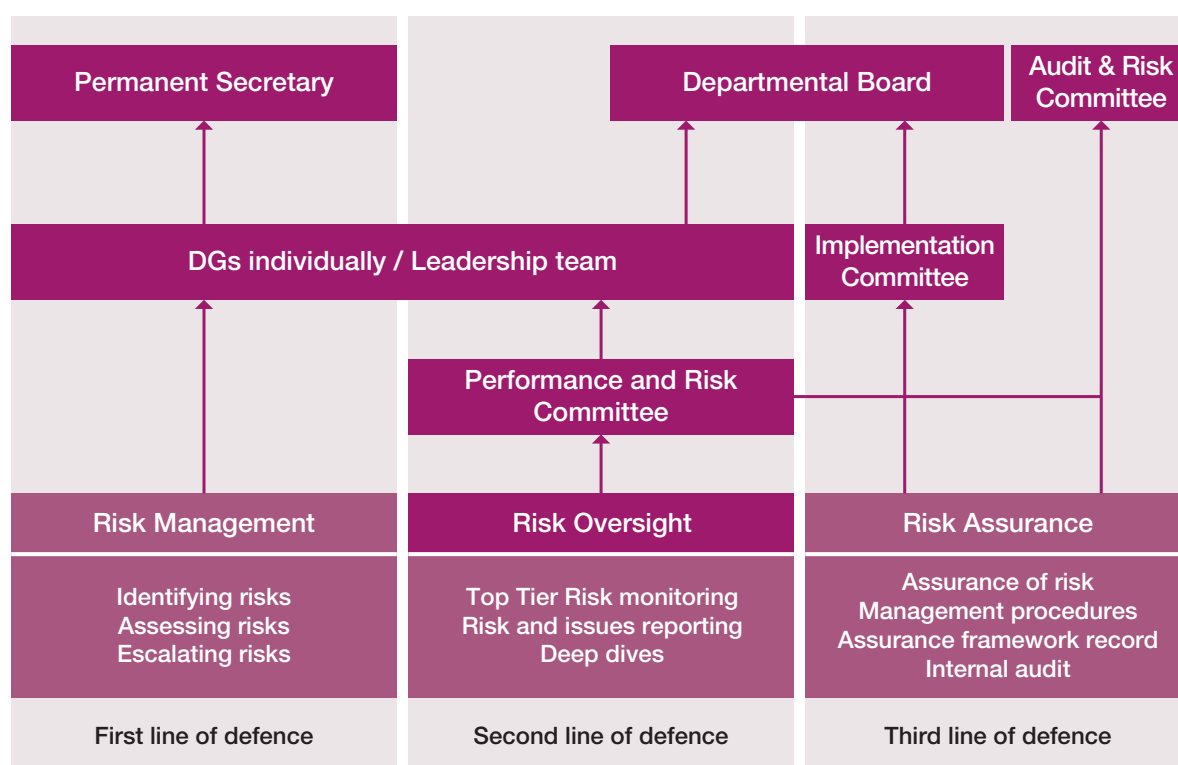 Permanent Secretary
Departmental Board
Audit & Risk
Committee
DGs individually / Leadership team
Implementation
Committee
Performance and Risk
Committee
Risk Management
Risk Oversight
Risk Assurance
Identifying risks
Assessing risks
Escalating risks
Top Tier Risk monitoring
Risk and issues reporting
Deep dives
Assurance of risk
Management procedures
Assurance framework record
Internal audit
First line of defence
Second line of defence
Third line of defence